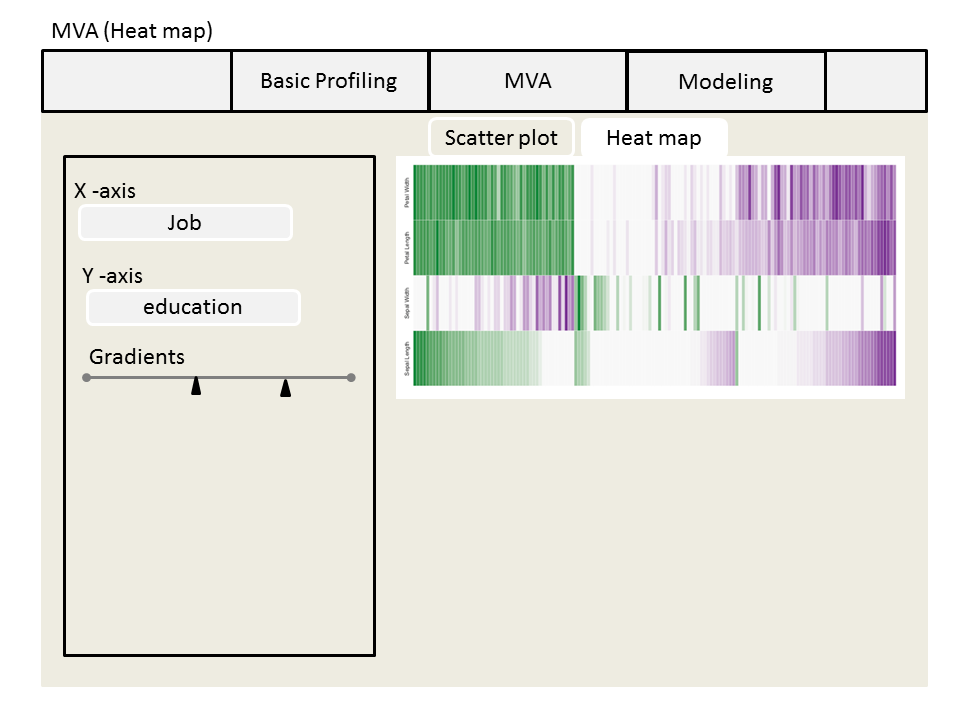 MVA (Heat map)
Basic Profiling
MVA
Modeling
Scatter plot
Heat map
X -axis
Job
Y -axis
education
Gradients
Petal Width
Petal Length
Sepal Width
Sepal Length